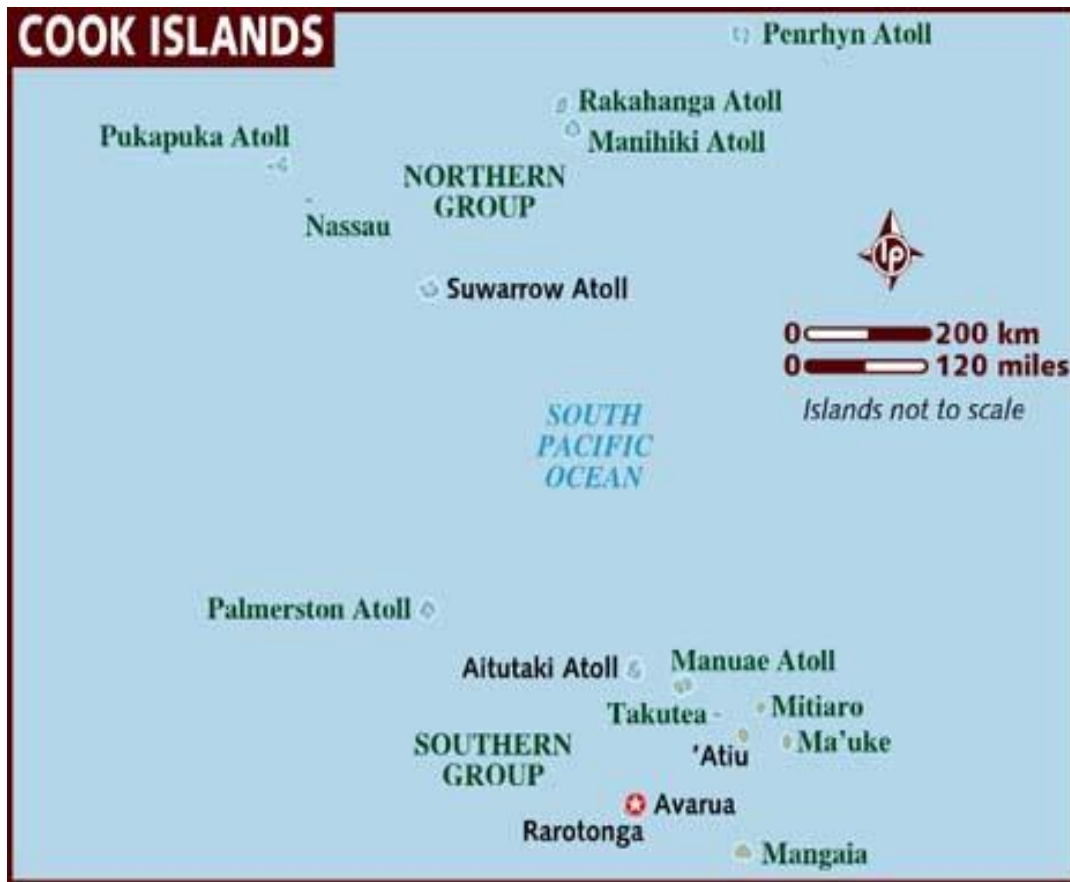 COOK ISLANDS
Penrhyn Atoll
Rakahanga Atoll
Pukapuka Atoll
Manihiki Atoll
NORTHERN
GROUP
Nassau
lp
Suwarrow Atoll
0 200 km
0 120 miles
Islands not to scale
SOUTH
PACIFIC
OCEAN
Palmerston Atoll
Aitutaki Atoll
Manuae Atoll
Takutea
Mitiaro
'Atiu
Ma'uke
SOUTHERN
GROUP
Avarua
Rarotonga
Mangaia